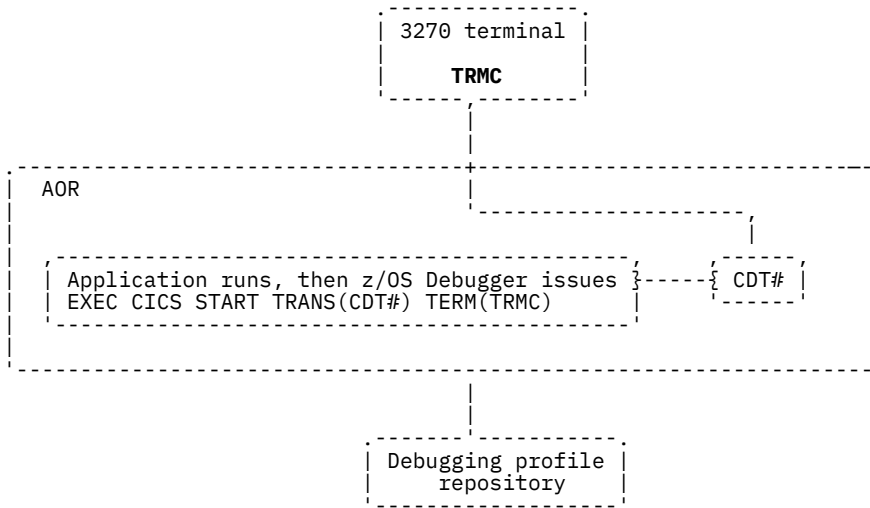 3270 terminal
TRMC
AOR
Application runs, then z/OS Debugger issues
EXEC CICS START TRANS(CDT#) TERM(TRMC)
CDT#
Debugging profile
repository